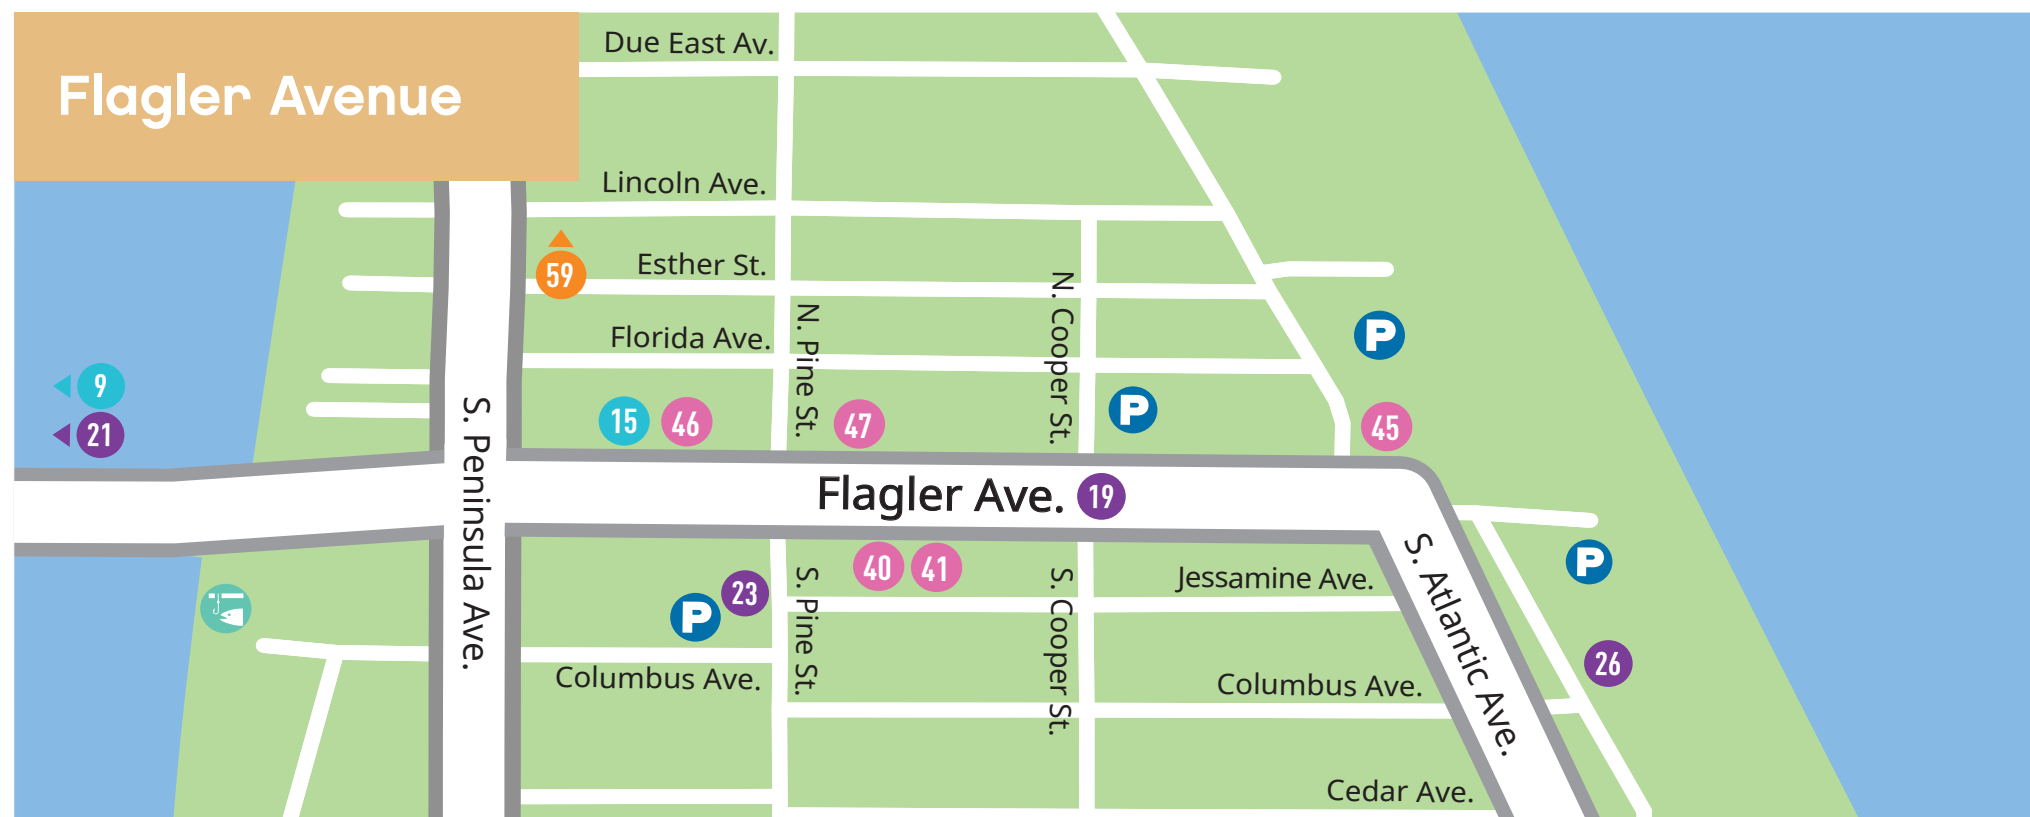 Flagler Avenue
Due East Av.
Lincoln Ave.
59
Esther St.
N. Pine St.
N. Cooper St.
Florida Ave.
P
9
21
S. Peninsula Ave.
15
46
47
P
45
Flagler Ave.
19
S. Atlantic Ave.
P
40
41
23
P
S. Pine St.
S. Cooper St.
Jessamine Ave.
26
Columbus Ave.
Columbus Ave.
Cedar Ave.